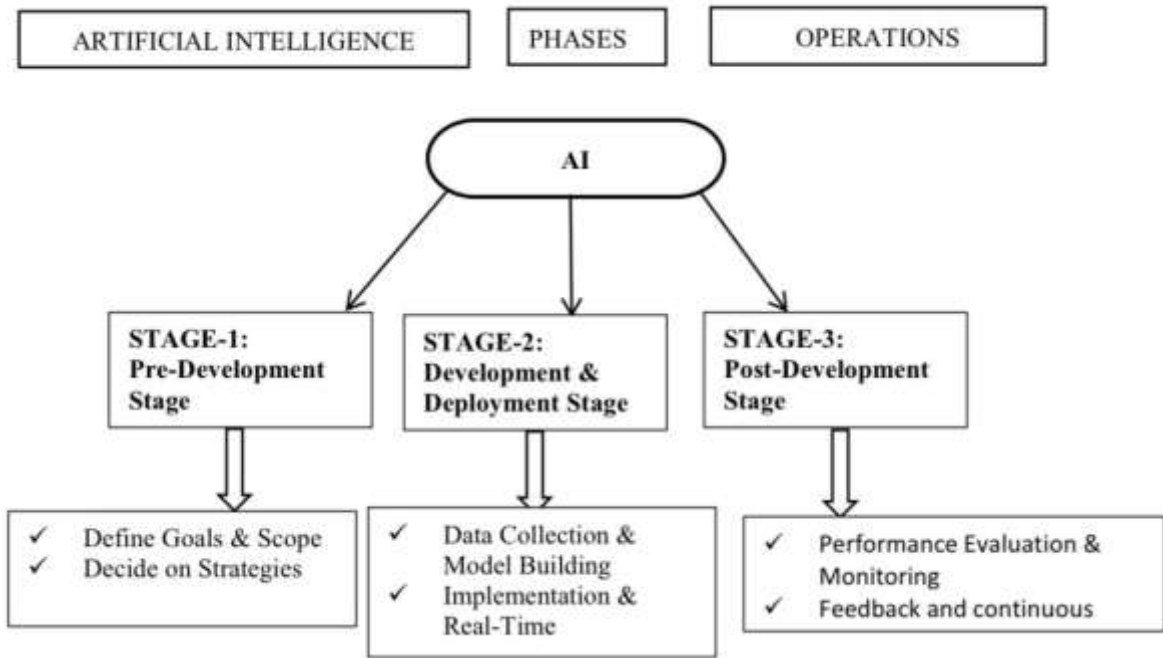 ARTIFICIAL INTELLIGENCE
PHASES
OPERATIONS
AI
STAGE-1:
Pre-Development
Stage
STAGE-2:
Development &
Deployment Stage
STAGE-3:
Post-Development
Stage
✓ Define Goals & Scope
✓ Decide on Strategies
✓ Data Collection &
Model Building
✓ Implementation &
Real-Time
✓ Performance Evaluation &
Monitoring
✓ Feedback and continuous